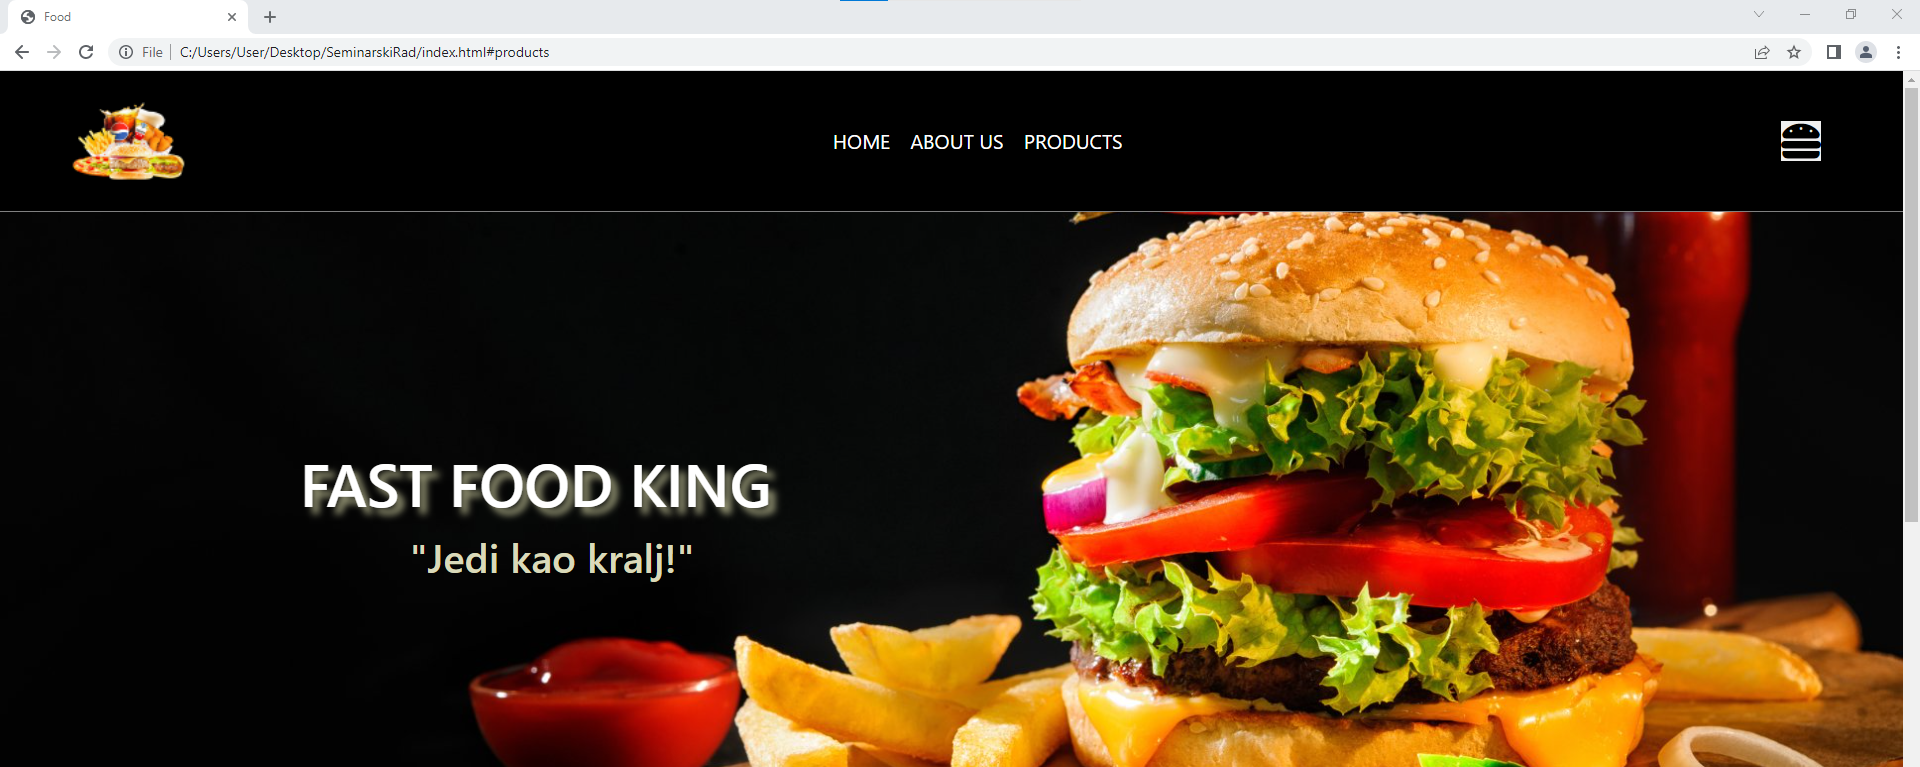 Food
File
C:/Users/User/Desktop/SeminarskiRad/index.html#products
HOME ABOUT US PRODUCTS
FAST FOOD KING
"Jedi kao kralj!"